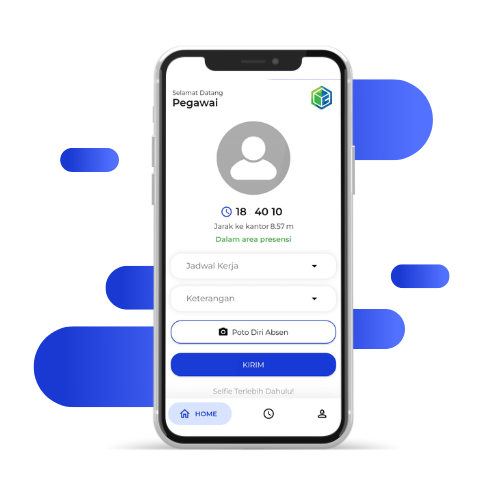 Selamat Datang
Pegawai
18 40 10
Jarak ke kantor 8.57 m
Dalam area presensi
Jadwal Kerja
Keterangan
Poto Diri Absen
KIRIM
Selfie Terlebih Dahulu!
HOME